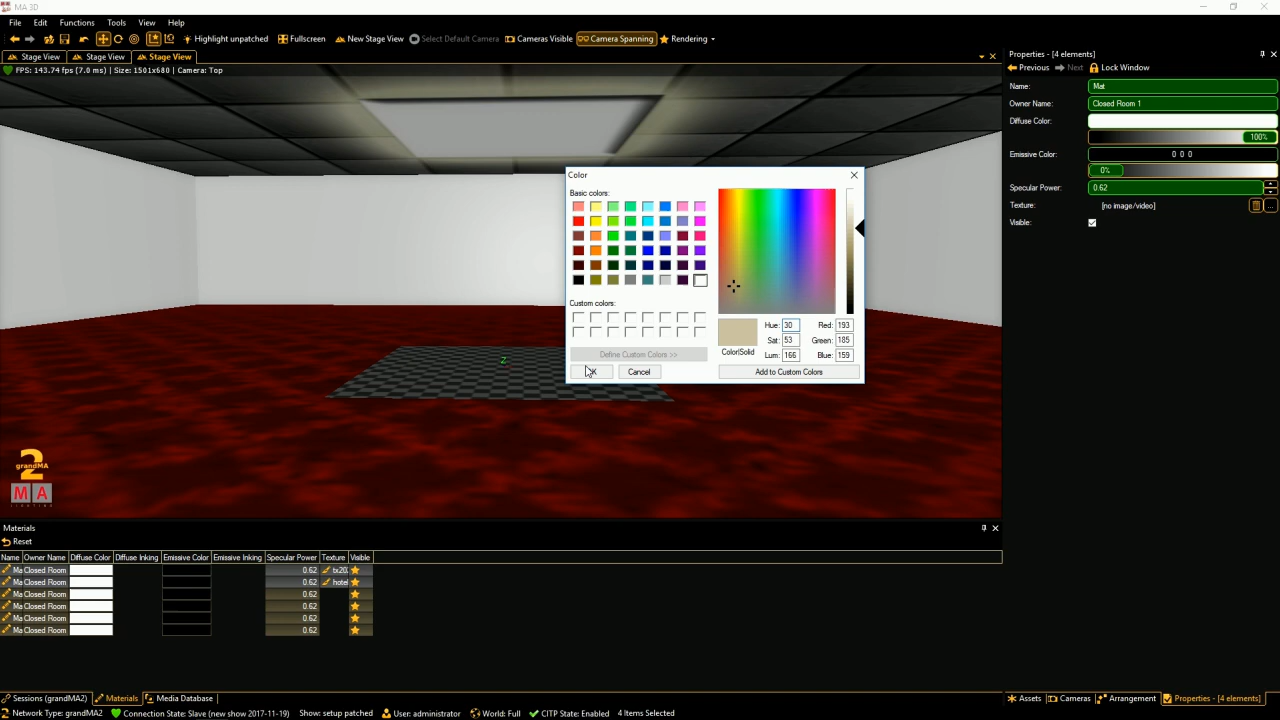 MA 3D
File Edit Functions Tools View Help
Highlight unpatched Fullscreen New Stage View Select Default Camera Cameras Visible Camera Spanning Rendering
Stage View Stage View Stage View
FPS: 143.74 fps (7.0 ms) | Size: 1501x680 | Camera: Top
Properties - [4 elements]
Previous Next Lock Window
Name: Mat
Owner Name: Closed Room 1
Diffuse Color:
100%
Emissive Color: 0 0 0
0%
Specular Power: 0.62
Texture: [no image/video] ...
Visible:
Color
Basic colors:
Custom colors:
Define Custom Colors >>
Cancel
Color|Solid
Hue: 30 Red: 193
Sat: 53 Green: 185
Lum: 166 Blue: 159
Add to Custom Colors
Z
2
grandMA
MA
LIGHTING
Materials
Reset
Name Owner Name Diffuse Color Diffuse Inking Emissive Color Emissive Inking Specular Power Texture Visible
Ma Closed Room 0.62 tx20
Ma Closed Room 0.62 hotel
Ma Closed Room 0.62
Ma Closed Room 0.62
Ma Closed Room 0.62
Ma Closed Room 0.62
Sessions (grandMA2) Materials Media Database
Assets Cameras Arrangement Properties - [4 elements]
Network Type: grandMA2 Connection State: Slave (new show 2017-11-19) Show: setup patched User: administrator World: Full CITP State: Enabled 4 Items Selected